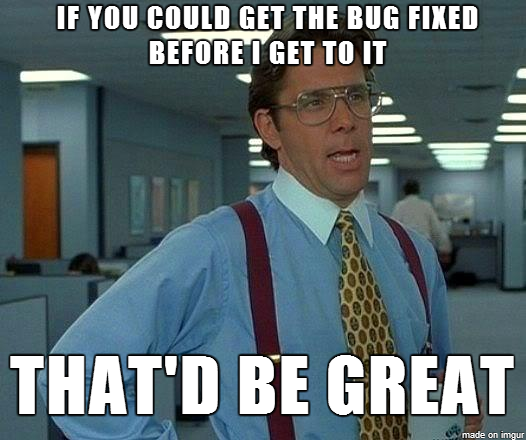 IF YOU COULD GET THE BUG FIXED
BEFORE I GET TO IT
THAT'D BE GREAT
made on imgur